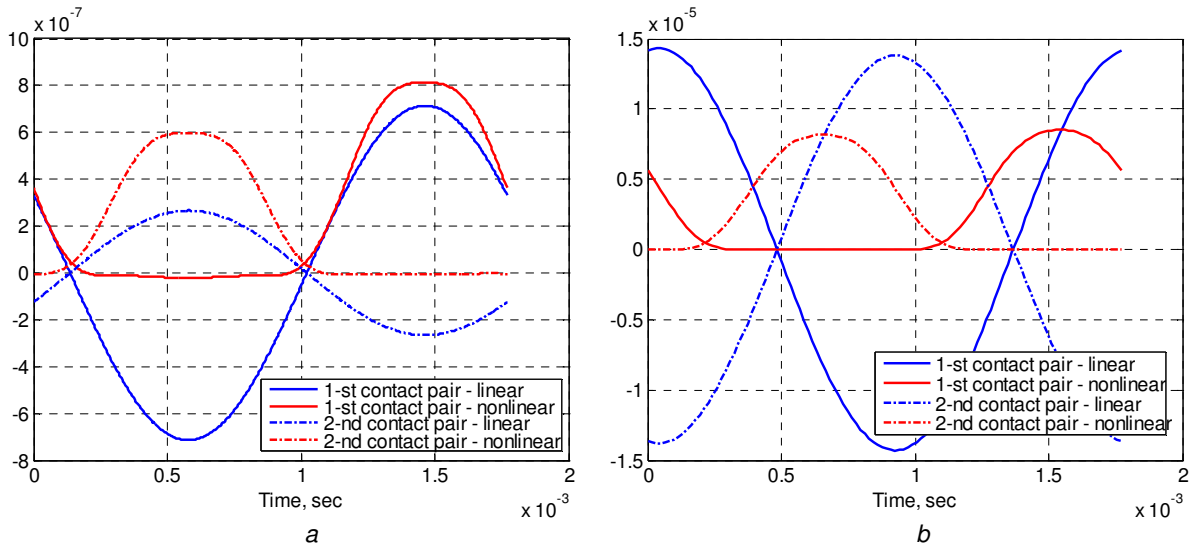 x 10-7
10
8
6
4
2
0
-2
-4
-6
-8
0
0.5
1
1.5
2
Time, sec
x 10-3
1-st contact pair - linear
1-st contact pair - nonlinear
2-nd contact pair - linear
2-nd contact pair - nonlinear
a
x 10-5
1.5
1
0.5
0
-0.5
-1
-1.5
0
0.5
1
1.5
2
Time, sec
x 10-3
1-st contact pair - linear
1-st contact pair - nonlinear
2-nd contact pair - linear
2-nd contact pair - nonlinear
b